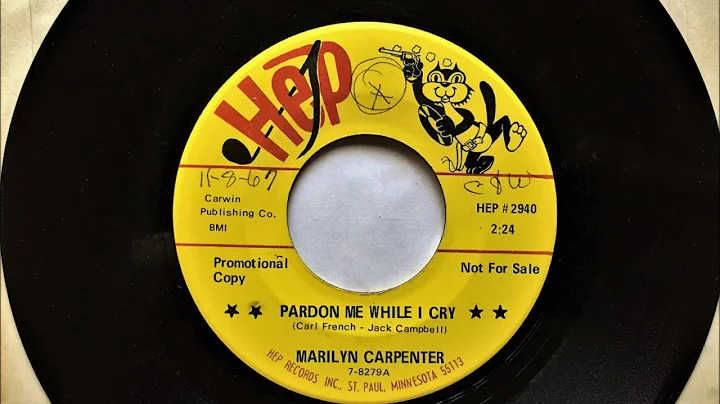 Hep
11-8-67
C&W
Carwin
Publishing Co.
BMI
HEP # 2940
2:24
Promotional
Copy
Not For Sale
PARDON ME WHILE I CRY
(Carl French - Jack Campbell)
MARILYN CARPENTER
7-8279A
HEP RECORDS INC., ST. PAUL, MINNESOTA 55113